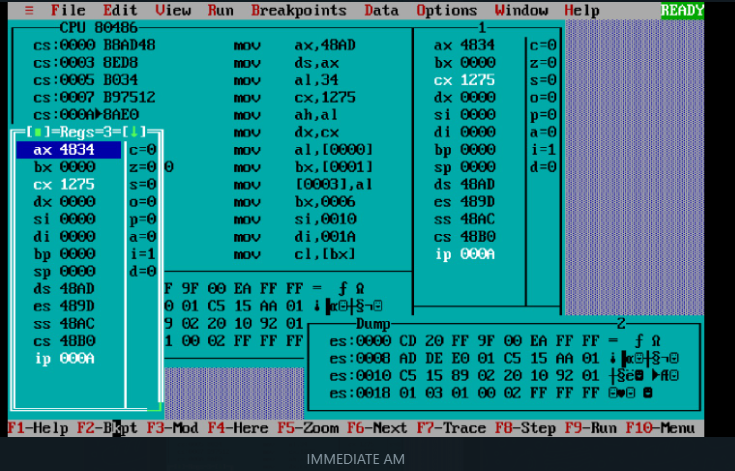 ≡ File Edit View Run Breakpoints Data Options Window Help READY
CPU 80486 1
cs:0000 B8AD48 mov ax,48AD ax 4834 c=0
cs:0003 8ED8 mov ds,ax bx 0000 z=0
cs:0005 B034 mov al,34 cx 1275 s=0
cs:0007 B97512 mov cx,1275 dx 0000 o=0
cs:000A►8AE0 mov ah,al si 0000 p=0
[■]=Regs=3=[↓] mov dx,cx di 0000 a=0
ax 4834 c=0 mov al,[0000] bp 0000 i=1
bx 0000 z=0 0 mov bx,[0001] sp 0000 d=0
cx 1275 s=0 mov [0003],al ds 48AD
dx 0000 o=0 mov bx,0006 es 489D
si 0000 p=0 mov si,0010 ss 48AC
di 0000 a=0 mov di,001A cs 48B0
bp 0000 i=1 mov cl,[bx] ip 000A
sp 0000 d=0
ds 48AD F 9F 00 EA FF FF = ƒ Ω
es 489D 0 01 C5 15 AA 01
ss 48AC 9 02 20 10 92 01 Dump 2
cs 48B0 1 00 02 FF FF FF es:0000 CD 20 FF 9F 00 EA FF FF = ƒ Ω
ip 000A es:0008 AD DE E0 01 C5 15 AA 01
es:0010 C5 15 89 02 20 10 92 01
es:0018 01 03 01 00 02 FF FF FF
F1-Help F2-Bkpt F3-Mod F4-Here F5-Zoom F6-Next F7-Trace F8-Step F9-Run F10-Menu
IMMEDIATE AM